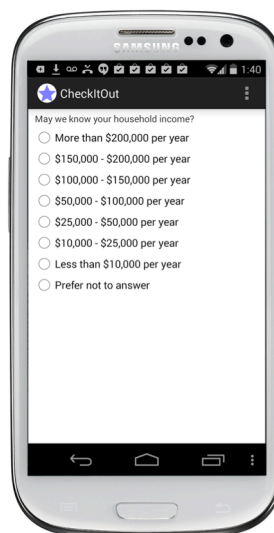 SAMSUNG
1:40
CheckItOut
May we know your household income?
More than $200,000 per year
$150,000 - $200,000 per year
$100,000 - $150,000 per year
$50,000 - $100,000 per year
$25,000 - $50,000 per year
$10,000 - $25,000 per year
Less than $10,000 per year
Prefer not to answer